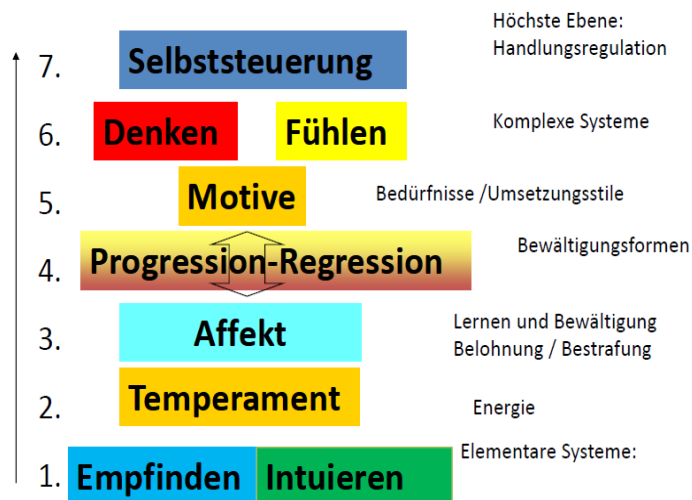 Höchste Ebene:
Handlungsregulation
7. Selbststeuerung
6. Denken Fühlen Komplexe Systeme
5. Motive Bedürfnisse /Umsetzungsstile
Bewältigungsformen
4. Progression-Regression
3. Affekt Lernen und Bewältigung
Belohnung / Bestrafung
2. Temperament Energie
Elementare Systeme:
1. Empfinden Intuieren